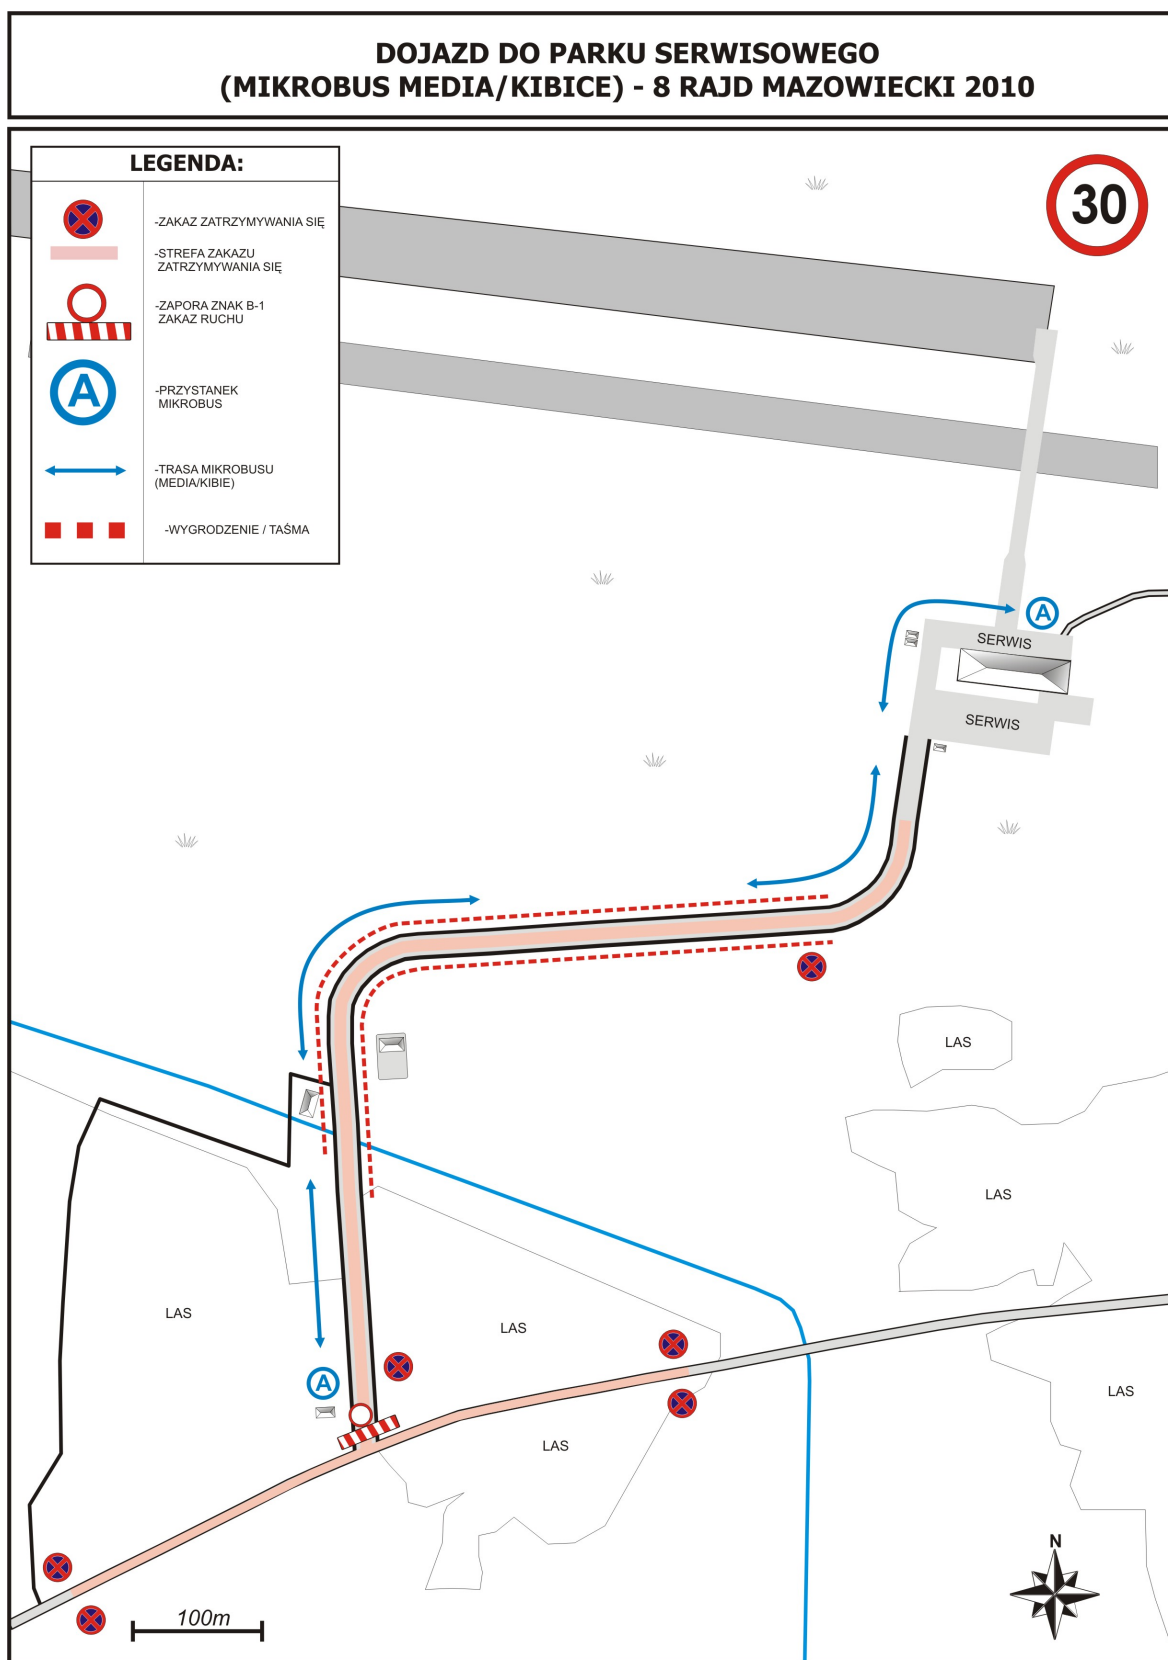 DOJAZD DO PARKU SERWISOWEGO
(MIKROBUS MEDIA/KIBICE) - 8 RAJD MAZOWIECKI 2010
LEGENDA:
-ZAKAZ ZATRZYMYWANIA SIĘ
-STREFA ZAKAZU
ZATRZYMYWANIA SIĘ
-ZAPORA ZNAK B-1
ZAKAZ RUCHU
A
-PRZYSTANEK
MIKROBUS
-TRASA MIKROBUSU
(MEDIA/KIBIE)
-WYGRODZENIE / TAŚMA
30
A
SERWIS
SERWIS
LAS
LAS
LAS
LAS
A
LAS
LAS
N
100m